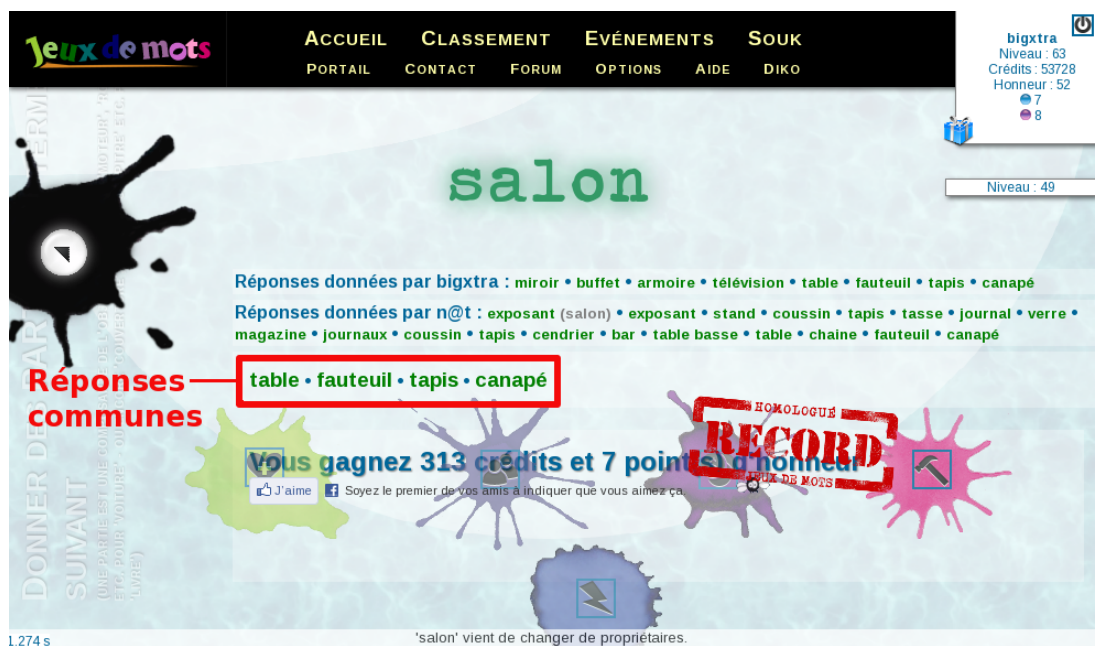 Jeux de mots
ACCUEIL CLASSEMENT EVÉNEMENTS SOUK
PORTAIL CONTACT FORUM OPTIONS AIDE DIKO
bigxtra
Niveau : 63
Crédits : 53728
Honneur : 52
7
8
Niveau : 49
salon
Réponses données par bigxtra : miroir • buffet • armoire • télévision • table • fauteuil • tapis • canapé
Réponses données par n@t : exposant (salon) • exposant • stand • coussin • tapis • tasse • journal • verre •
magazine • journaux • coussin • tapis • cendrier • bar • table basse • table • chaine • fauteuil • canapé
Réponses
communes
table • fauteuil • tapis • canapé
HOMOLOGUÉ
RECORD
JEUX DE MOTS
Vous gagnez 313 crédits et 7 point(s) d'honneur
J'aime Soyez le premier de vos amis à indiquer que vous aimez ça.
DONNER DES PARTI
TERME
SUIVANT
'LIVRE')
1.274 s
'salon' vient de changer de propriétaires.